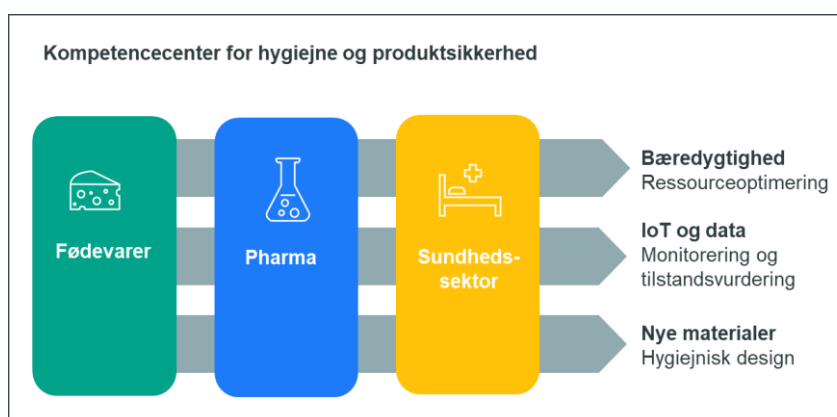 Kompetencecenter for hygiejne og produktsikkerhed
Fødevarer
Pharma
Sundheds-
sektor
Bæredygtighed
Ressourceoptimering
IoT og data
Monitorering og
tilstandsvurdering
Nye materialer
Hygiejnisk design